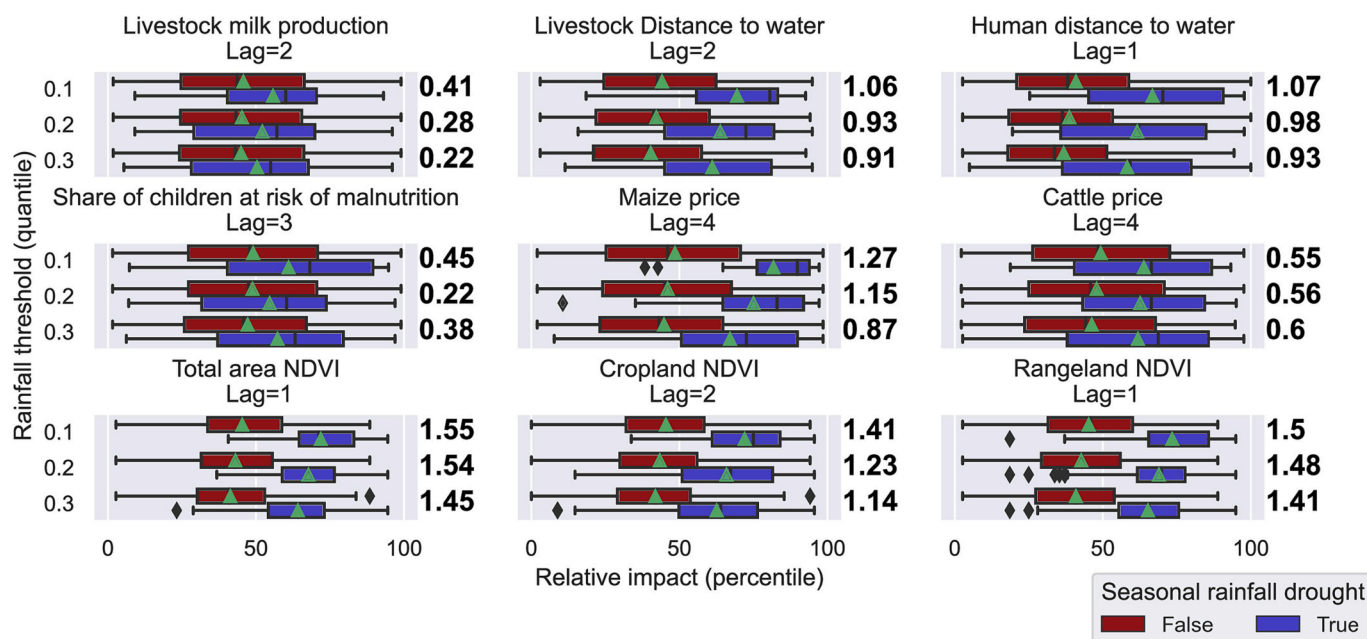 Livestock milk production
Lag=2
Livestock Distance to water
Lag=2
Human distance to water
Lag=1
0.1
0.2
0.3
0.41
0.28
0.22
1.06
0.93
0.91
1.07
0.98
0.93
Share of children at risk of malnutrition
Lag=3
Maize price
Lag=4
Cattle price
Lag=4
Rainfall threshold (quantile)
0.1
0.2
0.3
0.45
0.22
0.38
1.27
1.15
0.87
0.55
0.56
0.6
Total area NDVI
Lag=1
Cropland NDVI
Lag=2
Rangeland NDVI
Lag=1
0.1
0.2
0.3
1.55
1.54
1.45
1.41
1.23
1.14
1.5
1.48
1.41
0 50 100
0 50 100
0 50 100
Relative impact (percentile)
Seasonal rainfall drought
False True